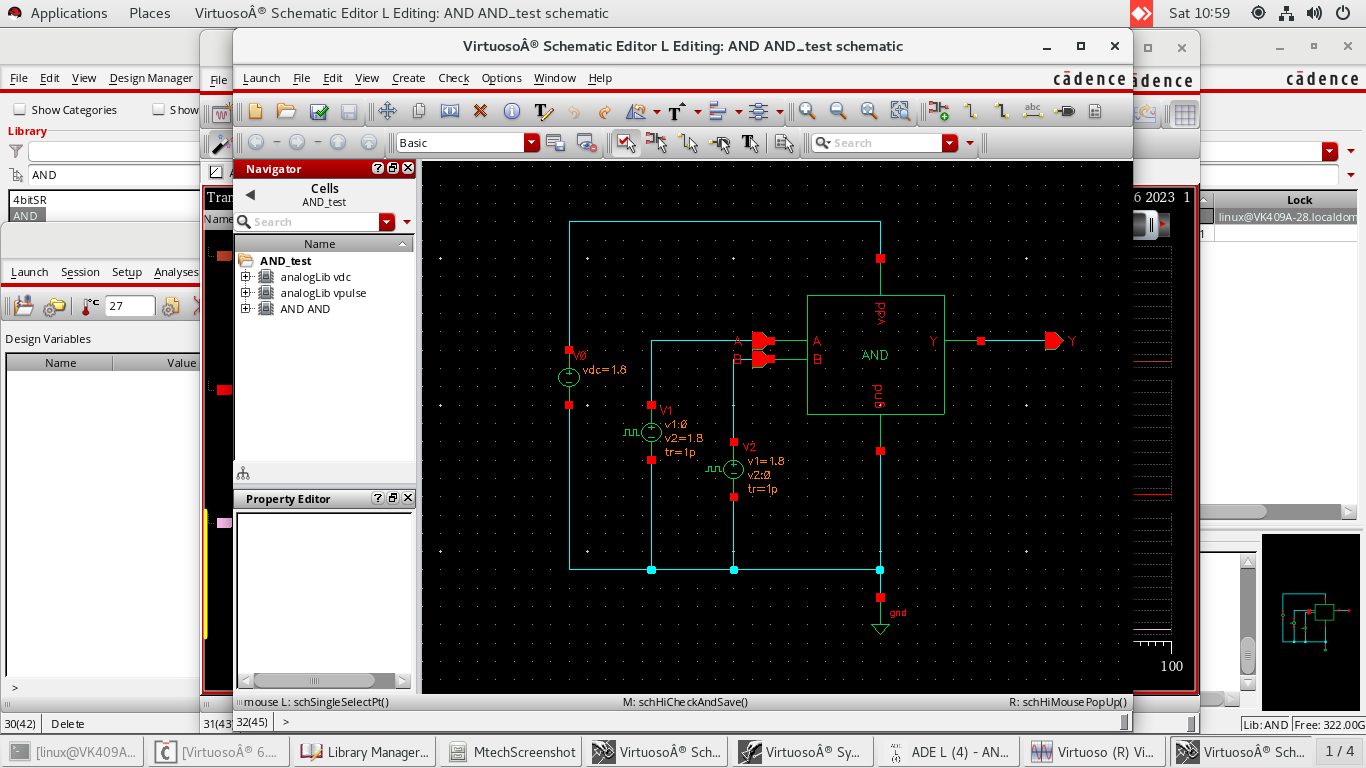 Applications Places VirtuosoÂ® Schematic Editor L Editing: AND AND_test schematic Sat 10:59
VirtuosoÂ® Schematic Editor L Editing: AND AND_test schematic
File Edit View Design Manager
File
Launch File Edit View Create Check Options Window Help
cādence
cādence
cādence
Show Categories Show
Library
AND
4bitSR
AND
Basic
Search
Navigator
Cells
AND_test
Search
Name
AND_test
analogLib vdc
analogLib vpulse
AND AND
Property Editor
Tran
Name
6 2023 1
Lock
linux@VK409A-28.localdom
1
Launch Session Setup Analyses
°C
27
Design Variables
Name Value
>
30(42) Delete
31(43
V0
vdc=1.8
V1
v1:0
v2=1.8
tr=1p
V2
v1=1.8
v2:0
tr=1p
A
B
A
B
vdd
AND
gnd
Y
Y
gnd
100
mouse L: schSingleSelectPt() M: schHiCheckAndSave() R: schHiMousePopUp()
32(45) >
Lib: AND Free: 322.00G
[linux@VK409A... [VirtuosoÂ® 6.... Library Manager... MtechScreenshot VirtuosoÂ® Sch... VirtuosoÂ® Sy... ADE L (4) - AN... Virtuoso (R) Vi... VirtuosoÂ® Sch... 1 / 4